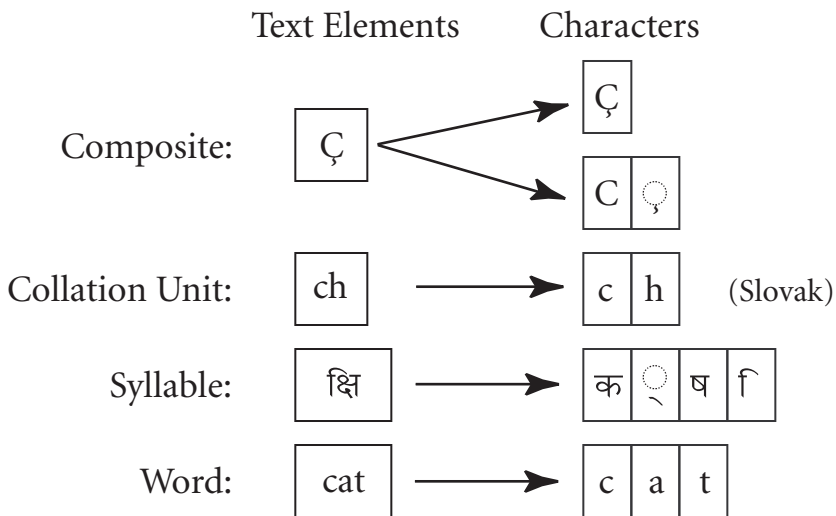 Text Elements Characters
Ç
Composite: Ç
C ◌̧
Collation Unit: ch c h (Slovak)
Syllable: क्षि क ◌् ष ि
Word: cat c a t